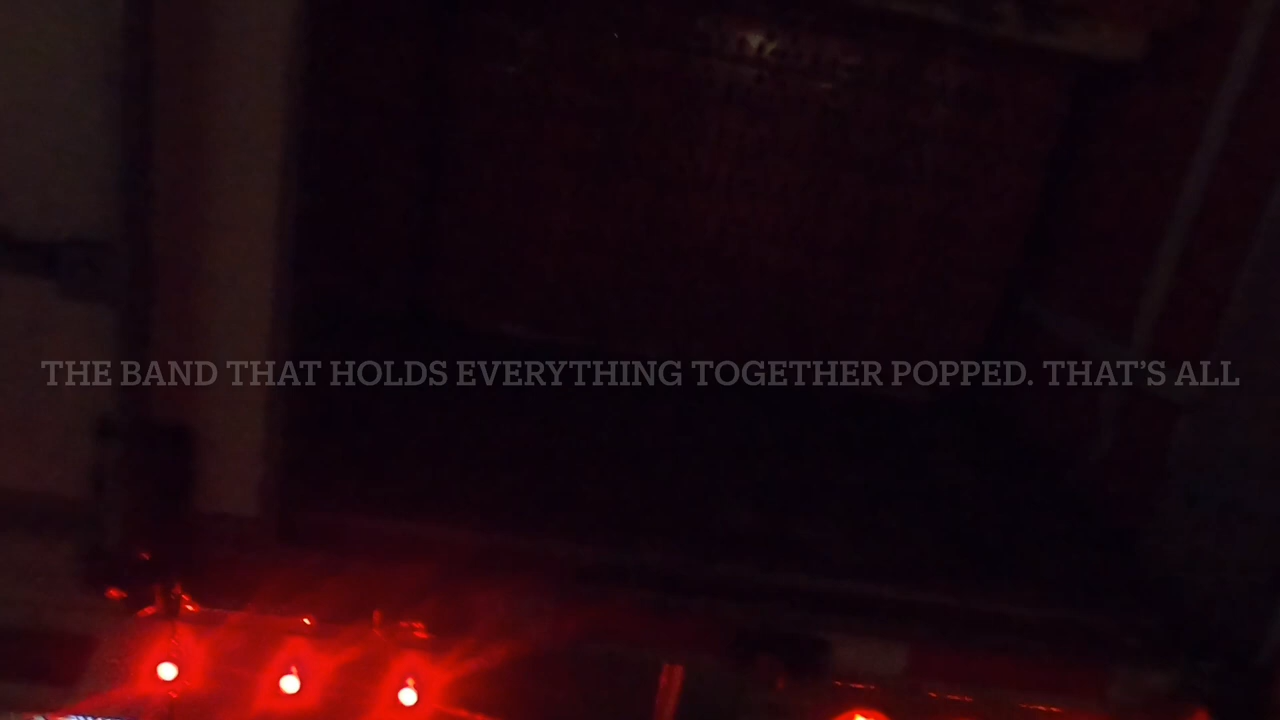 THE BAND THAT HOLDS EVERYTHING TOGETHER POPPED. THAT’S ALL